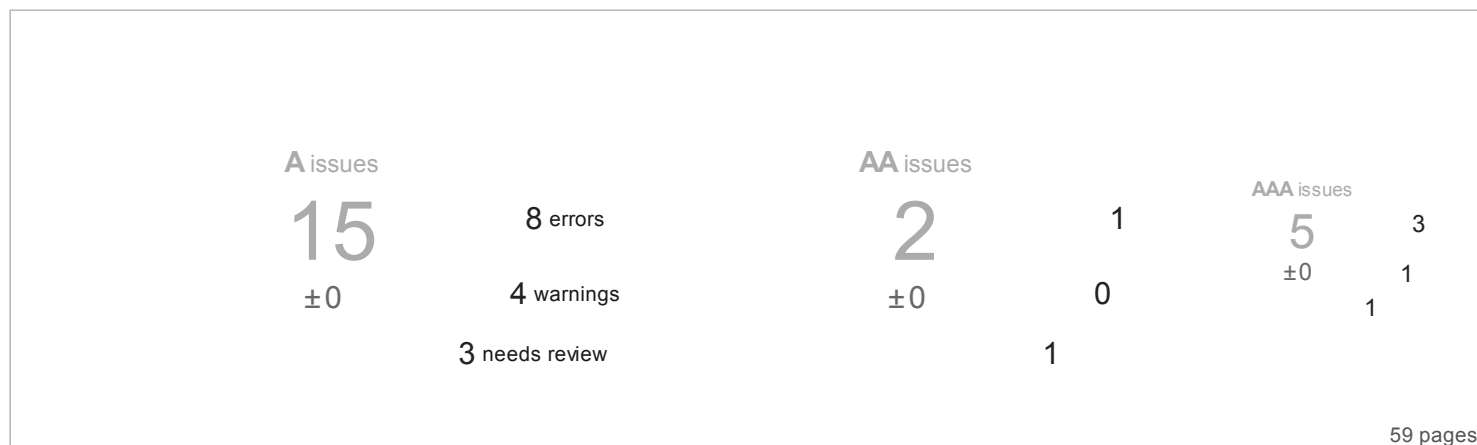 A issues
15
±0
8 errors
4 warnings
3 needs review
AA issues
2
±0
1
0
1
AAA issues
5
±0
3
1
1
59 pages